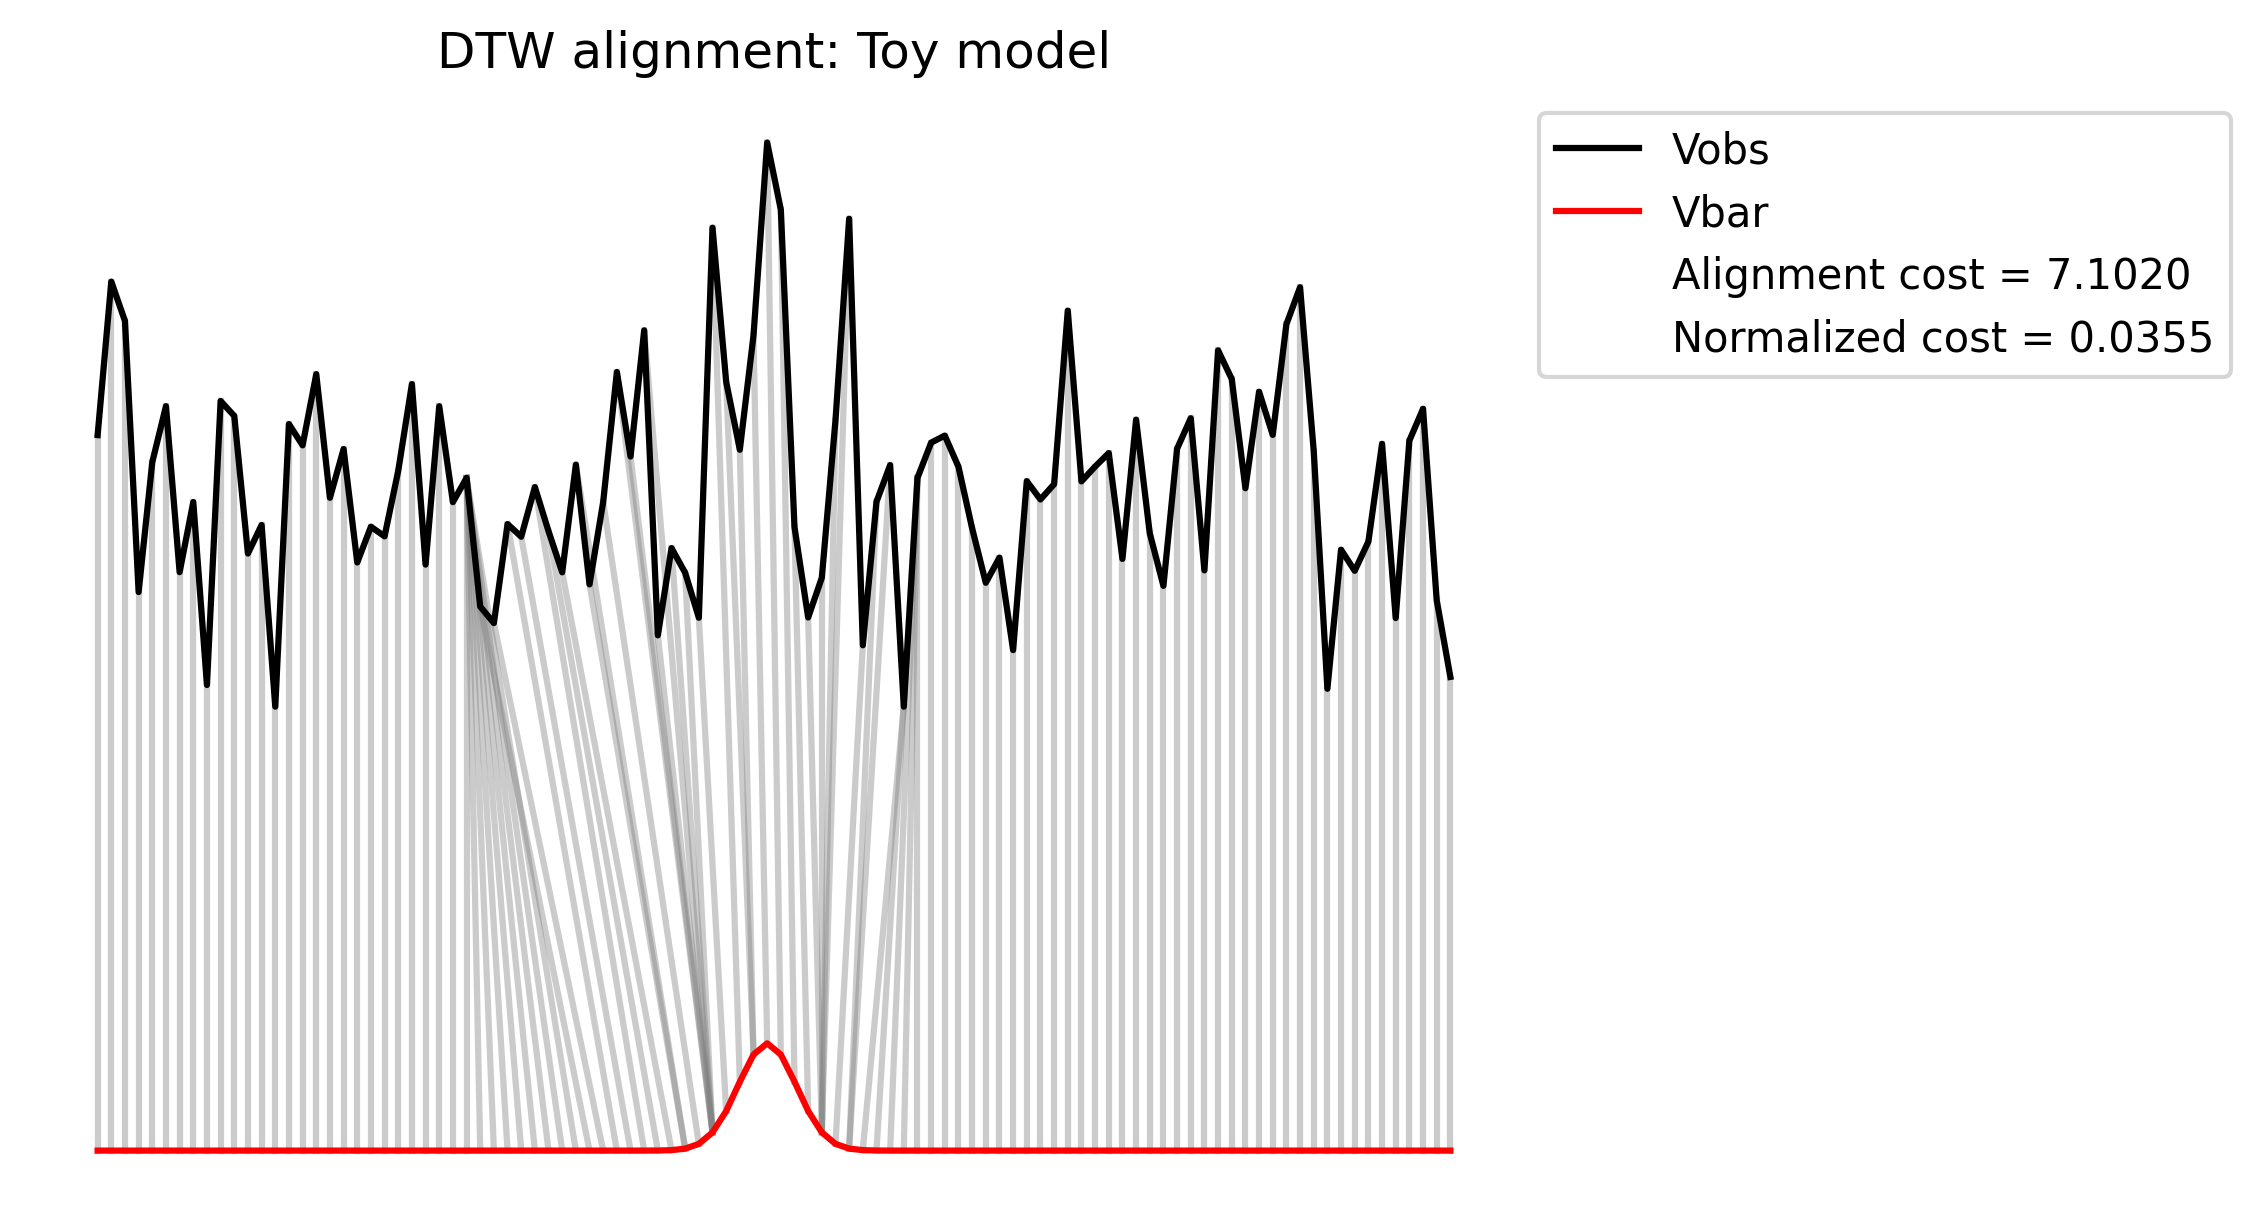 DTW alignment: Toy model
Vobs
Vbar
Alignment cost = 7.1020
Normalized cost = 0.0355